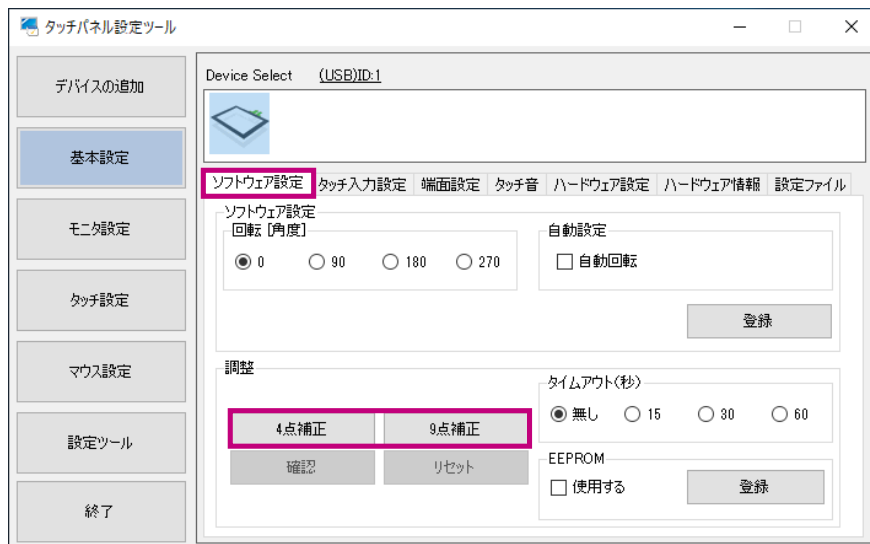 タッチパネル設定ツール
デバイスの追加
基本設定
モニタ設定
タッチ設定
マウス設定
設定ツール
終了
Device Select (USB)ID:1
ソフトウェア設定 タッチ入力設定 端面設定 タッチ音 ハードウェア設定 ハードウェア情報 設定ファイル
ソフトウェア設定
回転 [角度]
0 90 180 270
自動設定
自動回転
登録
調整
4点補正 9点補正
確認 リセット
タイムアウト(秒)
無し 15 30 60
EEPROM
使用する 登録